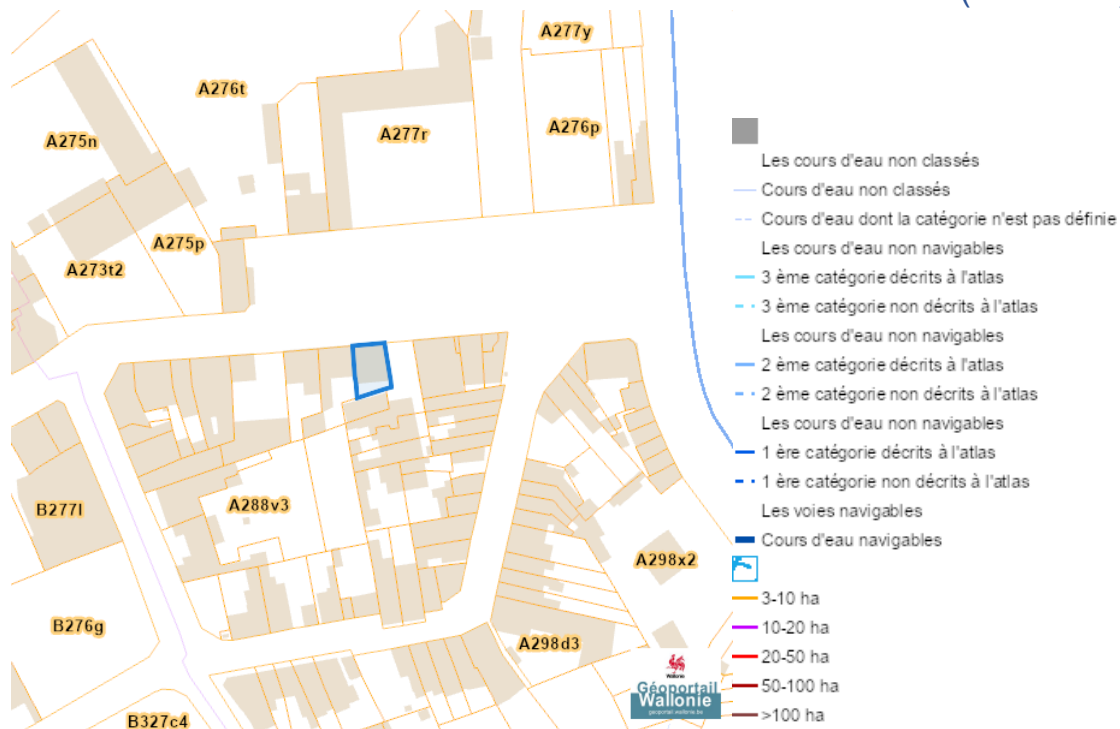 (
A277y
A276t
A277r
A276p
A275n
A275p
A273t2
A288v3
B277l
A298x2
B276g
A298d3
B327c4
Wallonie
Géoportail
Wallonie
geoportail.wallonie.be
Les cours d'eau non classés
Cours d'eau non classés
Cours d'eau dont la catégorie n'est pas définie
Les cours d'eau non navigables
3 ème catégorie décrits à l'atlas
3 ème catégorie non décrits à l'atlas
Les cours d'eau non navigables
2 ème catégorie décrits à l'atlas
2 ème catégorie non décrits à l'atlas
Les cours d'eau non navigables
1 ère catégorie décrits à l'atlas
1 ère catégorie non décrits à l'atlas
Les voies navigables
Cours d'eau navigables
3-10 ha
10-20 ha
20-50 ha
50-100 ha
>100 ha